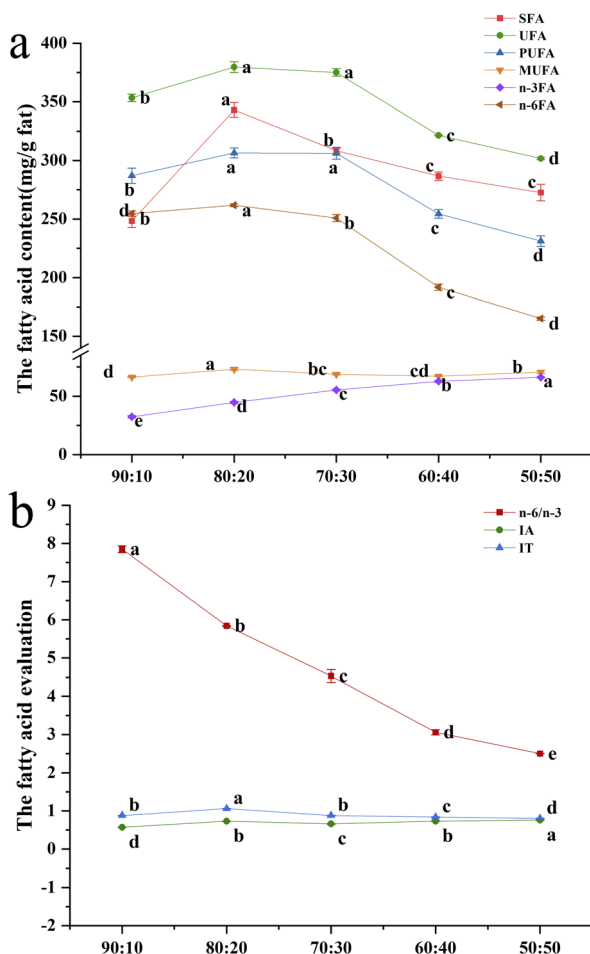 a
SFA
UFA
PUFA
MUFA
n-3FA
n-6FA
The fatty acid content(mg/g fat)
400
350
300
250
200
150
50
0
b a a c d
b a b c c
b a a c d
d a b c d
d a bc cd b
e d c b a
90:10 80:20 70:30 60:40 50:50
b
n-6/n-3
IA
IT
The fatty acid evaluation
9
8
7
6
5
4
3
2
1
0
-1
-2
a b c d e
b a b c d
d b c b a
90:10 80:20 70:30 60:40 50:50